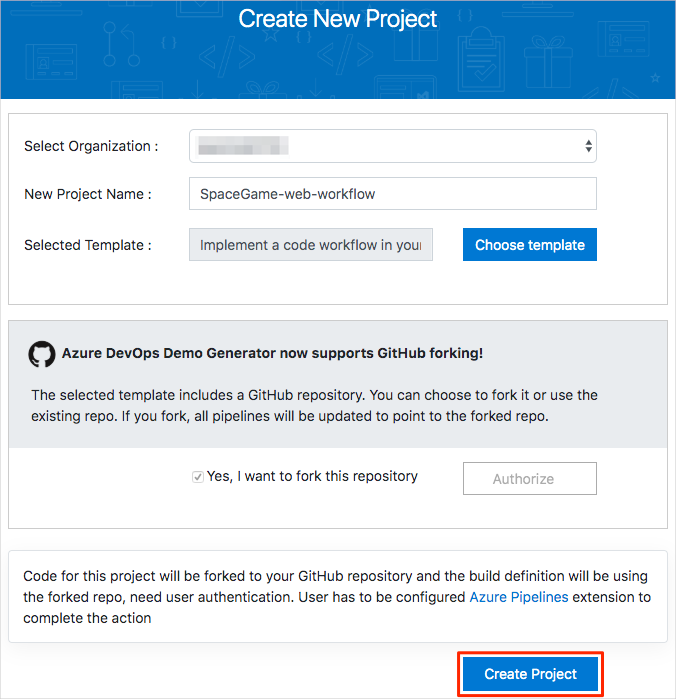 Create New Project
Select Organization :
New Project Name :
SpaceGame-web-workflow
Selected Template :
Implement a code workflow in your
Choose template
Azure DevOps Demo Generator now supports GitHub forking!
The selected template includes a GitHub repository. You can choose to fork it or use the
existing repo. If you fork, all pipelines will be updated to point to the forked repo.
Yes, I want to fork this repository
Authorize
Code for this project will be forked to your GitHub repository and the build definition will be using
the forked repo, need user authentication. User has to be configured Azure Pipelines extension to
complete the action
Create Project